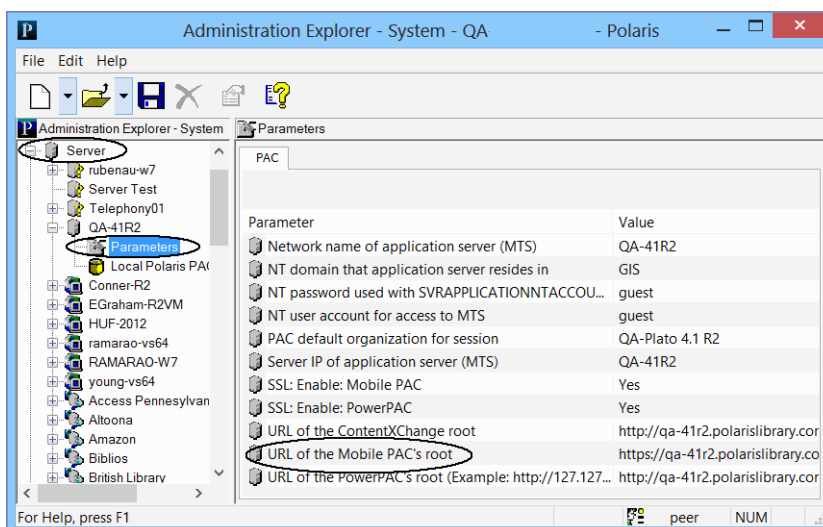 Administration Explorer - System - QA - Polaris
File Edit Help
Administration Explorer - System
Parameters
Server
rubenau-w7
Server Test
Telephony01
QA-41R2
Parameters
Local Polaris PA
Conner-R2
EGraham-R2VM
HUF-2012
ramarao-vs64
RAMARAO-W7
young-vs64
Access Pennesylvan
Altoona
Amazon
Biblios
British Library
PAC
Parameter Value
Network name of application server (MTS) QA-41R2
NT domain that application server resides in GIS
NT password used with SVRAPPLICATIONNTACCOU... guest
NT user account for access to MTS guest
PAC default organization for session QA-Plato 4.1 R2
Server IP of application server (MTS) QA-41R2
SSL: Enable: Mobile PAC Yes
SSL: Enable: PowerPAC Yes
URL of the ContentXChange root http://qa-41r2.polarislibrary.cor
URL of the Mobile PAC's root https://qa-41r2.polarislibrary.co
URL of the PowerPAC's root (Example: http://127.127... http://qa-41r2.polarislibrary.cor
For Help, press F1
peer NUM